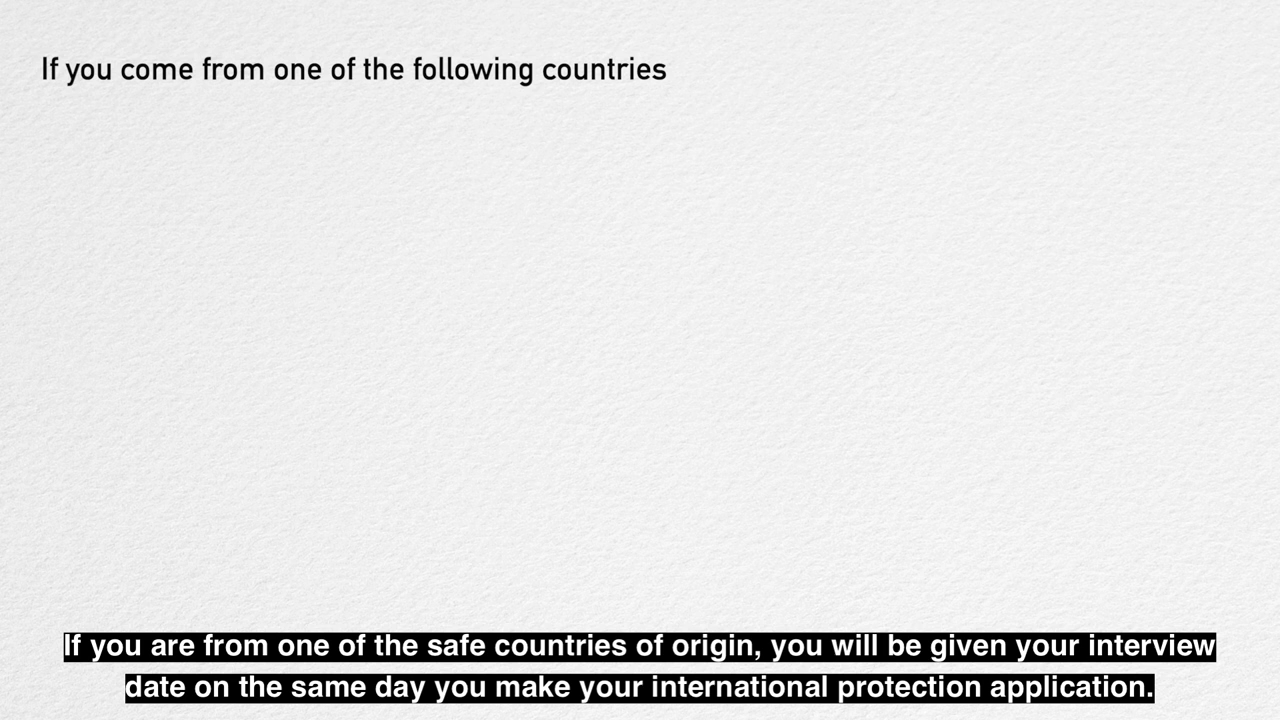 If you come from one of the following countries
If you are from one of the safe countries of origin, you will be given your interview
date on the same day you make your international protection application.